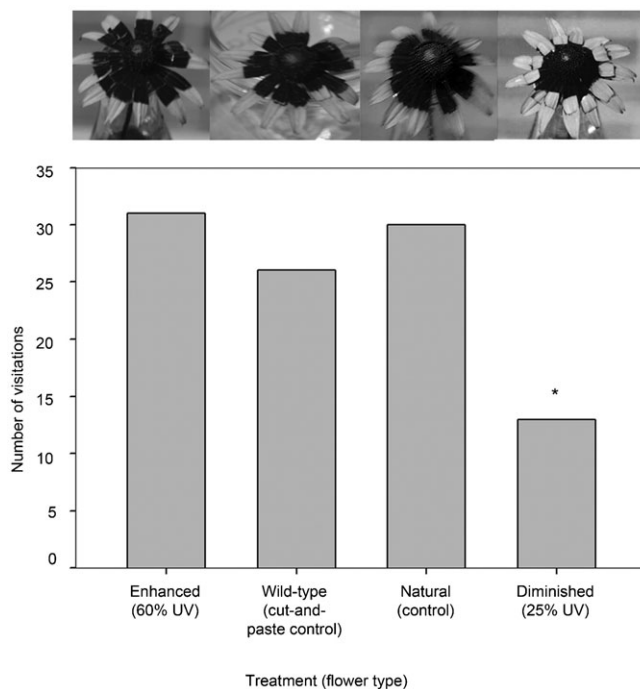 35
30
25
20
15
10
5
0
Number of visitations
*
Enhanced
(60% UV)
Wild-type
(cut-and-
paste control)
Natural
(control)
Diminished
(25% UV)
Treatment (flower type)